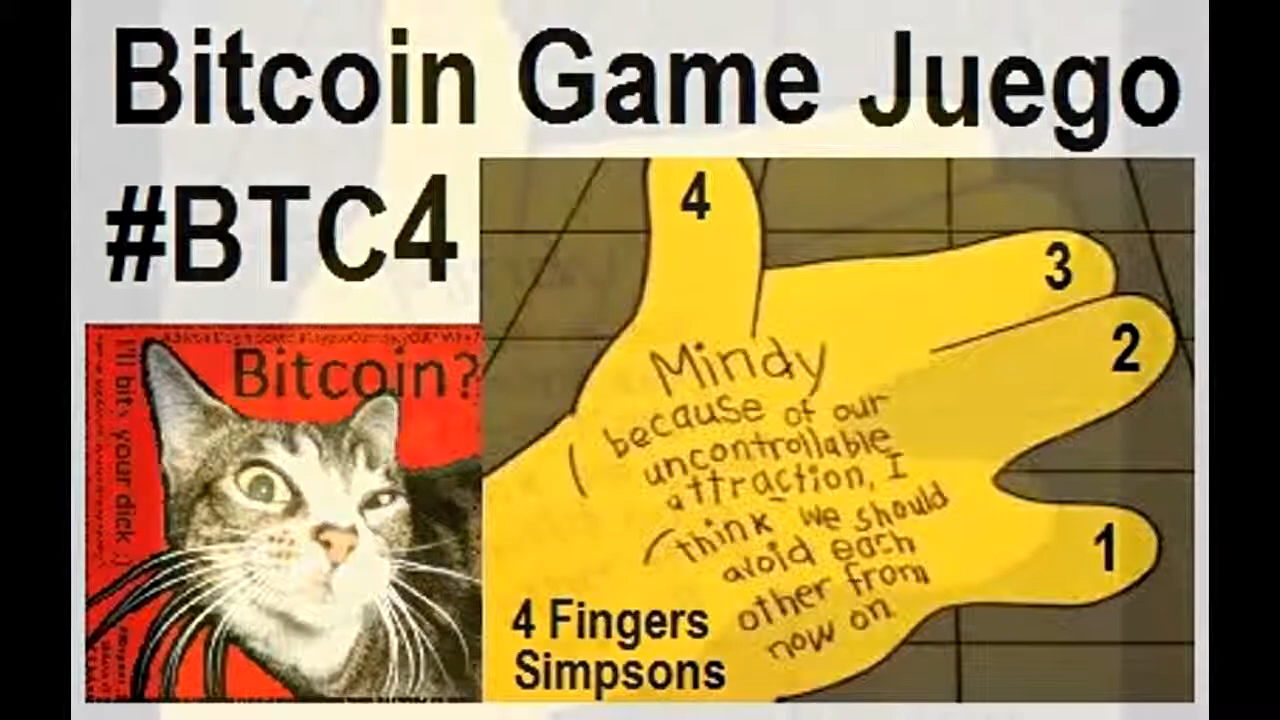 Bitcoin Game Juego
#BTC4
4
3
2
1
Bitcoin?
I'll bit your dick :)
Mindy
because of our
uncontrollable
attraction, I
think we should
avoid each
other from
now on
4 Fingers
Simpsons